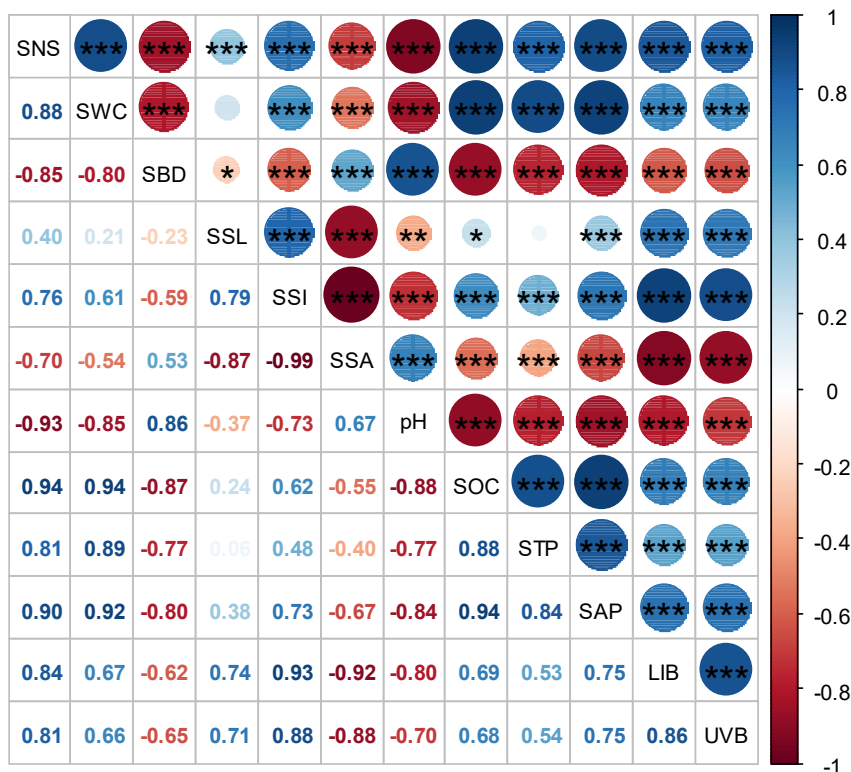 SNS *** *** *** *** *** *** *** *** *** *** ***
0.88 SWC *** *** *** *** *** *** *** *** ***
-0.85 -0.80 SBD * *** *** *** *** *** *** *** ***
0.40 0.21 -0.23 SSL *** *** ** * *** *** ***
0.76 0.61 -0.59 0.79 SSI *** *** *** *** *** *** ***
-0.70 -0.54 0.53 -0.87 -0.99 SSA *** *** *** *** *** ***
-0.93 -0.85 0.86 -0.37 -0.73 0.67 pH *** *** *** *** ***
0.94 0.94 -0.87 0.24 0.62 -0.55 -0.88 SOC *** *** *** ***
0.81 0.89 -0.77 0.06 0.48 -0.40 -0.77 0.88 STP *** *** ***
0.90 0.92 -0.80 0.38 0.73 -0.67 -0.84 0.94 0.84 SAP *** ***
0.84 0.67 -0.62 0.74 0.93 -0.92 -0.80 0.69 0.53 0.75 LIB ***
0.81 0.66 -0.65 0.71 0.88 -0.88 -0.70 0.68 0.54 0.75 0.86 UVB
1
0.8
0.6
0.4
0.2
0
-0.2
-0.4
-0.6
-0.8
-1